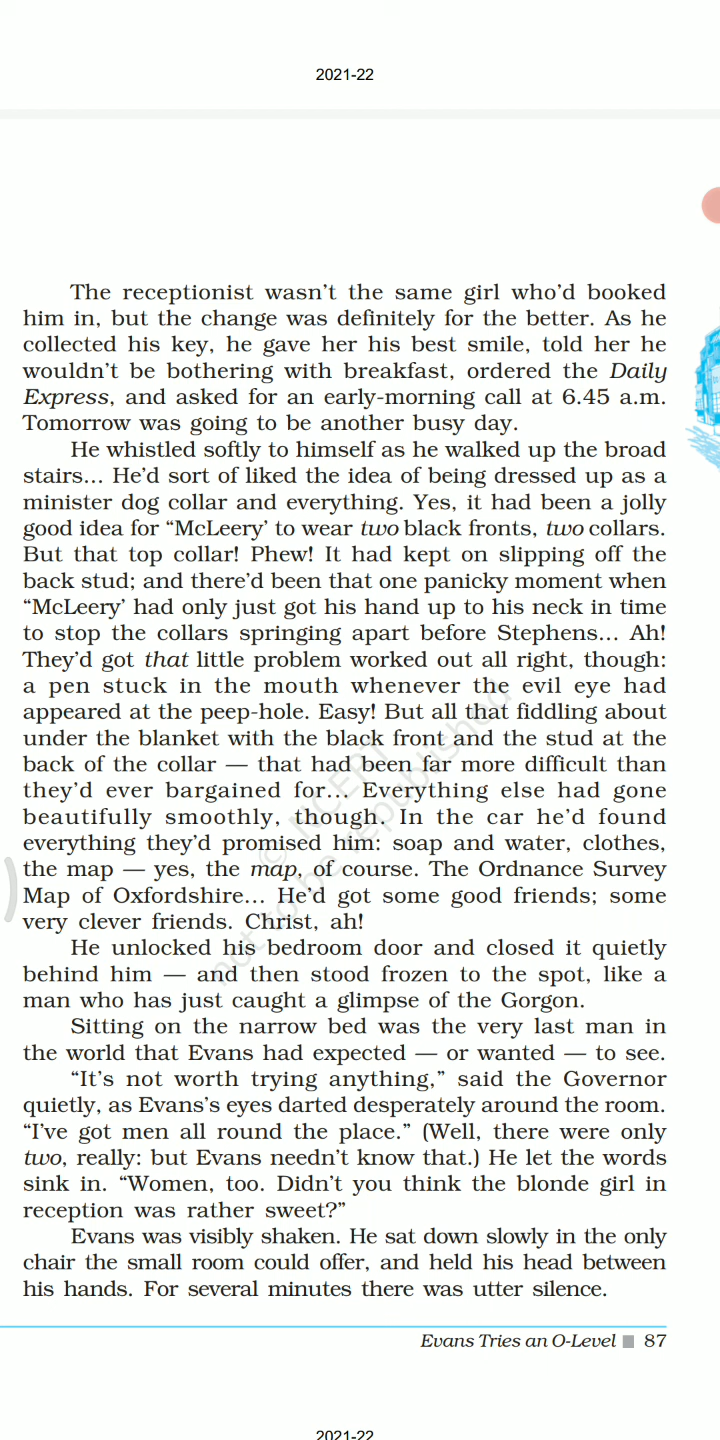 2021-22
The receptionist wasn’t the same girl who’d booked
him in, but the change was definitely for the better. As he
collected his key, he gave her his best smile, told her he
wouldn’t be bothering with breakfast, ordered the Daily
Express, and asked for an early-morning call at 6.45 a.m.
Tomorrow was going to be another busy day.
He whistled softly to himself as he walked up the broad
stairs... He’d sort of liked the idea of being dressed up as a
minister dog collar and everything. Yes, it had been a jolly
good idea for “McLeery’ to wear two black fronts, two collars.
But that top collar! Phew! It had kept on slipping off the
back stud; and there’d been that one panicky moment when
“McLeery’ had only just got his hand up to his neck in time
to stop the collars springing apart before Stephens... Ah!
They’d got that little problem worked out all right, though:
a pen stuck in the mouth whenever the evil eye had
appeared at the peep-hole. Easy! But all that fiddling about
under the blanket with the black front and the stud at the
back of the collar — that had been far more difficult than
they’d ever bargained for... Everything else had gone
beautifully smoothly, though. In the car he’d found
everything they’d promised him: soap and water, clothes,
the map — yes, the map, of course. The Ordnance Survey
Map of Oxfordshire... He’d got some good friends; some
very clever friends. Christ, ah!
He unlocked his bedroom door and closed it quietly
behind him — and then stood frozen to the spot, like a
man who has just caught a glimpse of the Gorgon.
Sitting on the narrow bed was the very last man in
the world that Evans had expected — or wanted — to see.
“It’s not worth trying anything,” said the Governor
quietly, as Evans’s eyes darted desperately around the room.
“I’ve got men all round the place.” (Well, there were only
two, really: but Evans needn’t know that.) He let the words
sink in. “Women, too. Didn’t you think the blonde girl in
reception was rather sweet?”
Evans was visibly shaken. He sat down slowly in the only
chair the small room could offer, and held his head between
his hands. For several minutes there was utter silence.
© NCERT
not to be republished
Evans Tries an O-Level ■ 87
2021-22